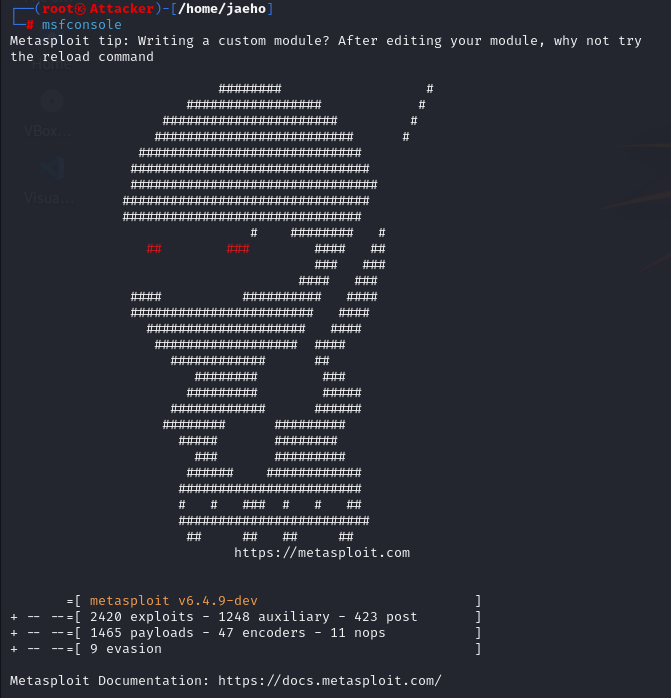 ┌──(root㉿Attacker)-[/home/jaeho]
└─# msfconsole
Metasploit tip: Writing a custom module? After editing your module, why not try
the reload command
VBox...
Visua...
https://metasploit.com
=[ metasploit v6.4.9-dev ]
+ -- --=[ 2420 exploits - 1248 auxiliary - 423 post ]
+ -- --=[ 1465 payloads - 47 encoders - 11 nops ]
+ -- --=[ 9 evasion ]
Metasploit Documentation: https://docs.metasploit.com/